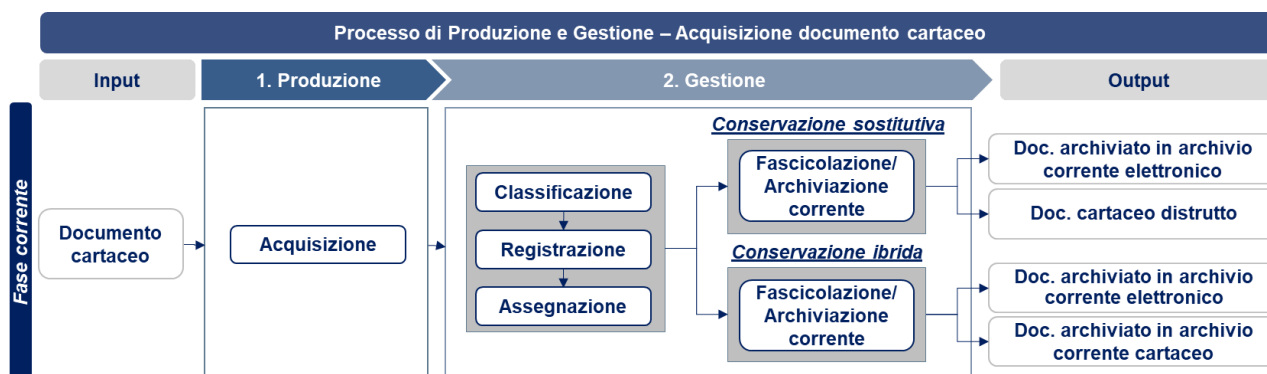 Processo di Produzione e Gestione – Acquisizione documento cartaceo
Input
1. Produzione
2. Gestione
Output
Fase corrente
Documento
cartaceo
Acquisizione
Classificazione
Registrazione
Assegnazione
Conservazione sostitutiva
Fascicolazione/
Archiviazione
corrente
Conservazione ibrida
Fascicolazione/
Archiviazione
corrente
Doc. archiviato in archivio
corrente elettronico
Doc. cartaceo distrutto
Doc. archiviato in archivio
corrente elettronico
Doc. archiviato in archivio
corrente cartaceo